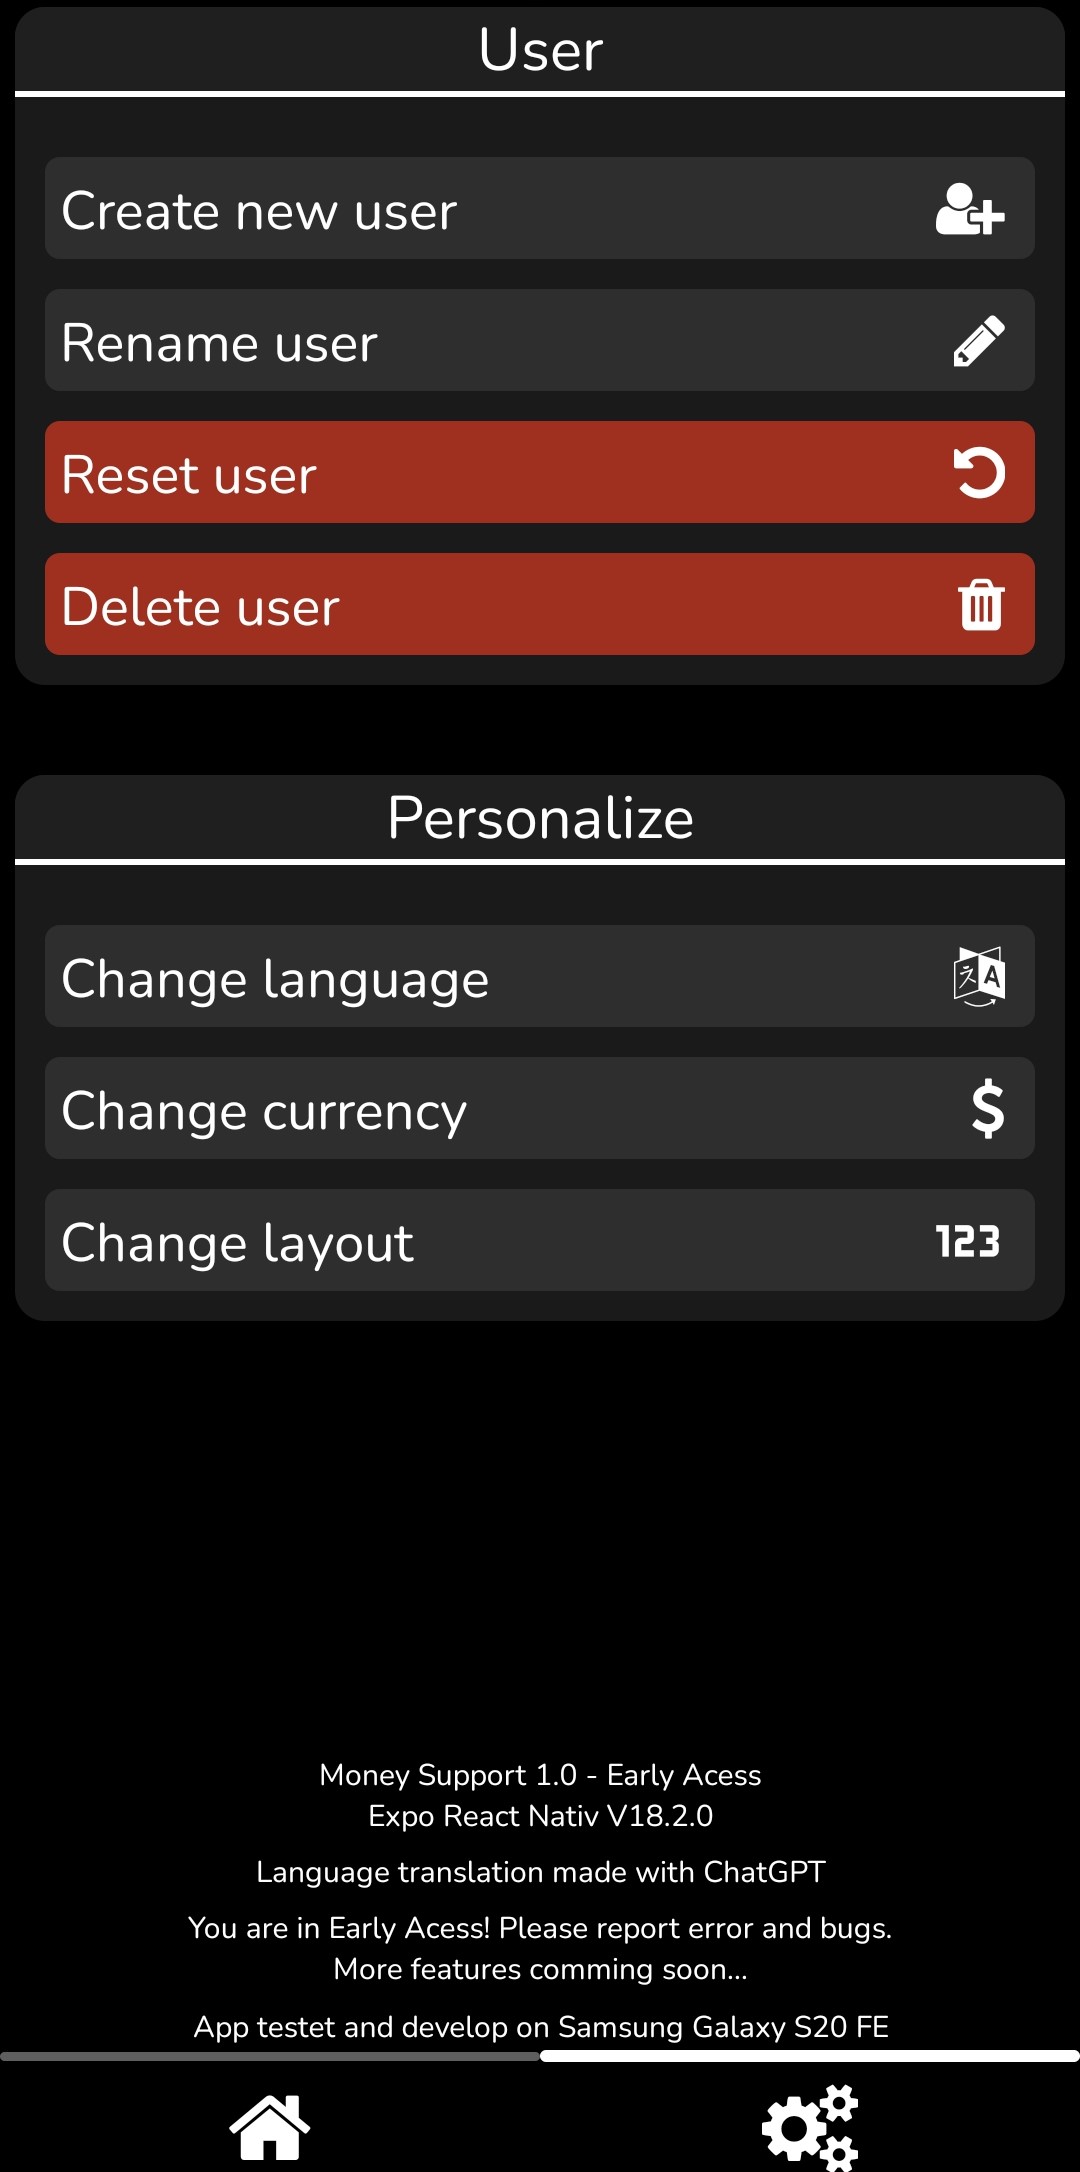 User
Create new user
Rename user
Reset user
Delete user
Personalize
Change language
Change currency
Change layout
123
Money Support 1.0 - Early Acess
Expo React Nativ V18.2.0
Language translation made with ChatGPT
You are in Early Acess! Please report error and bugs.
More features comming soon...
App testet and develop on Samsung Galaxy S20 FE